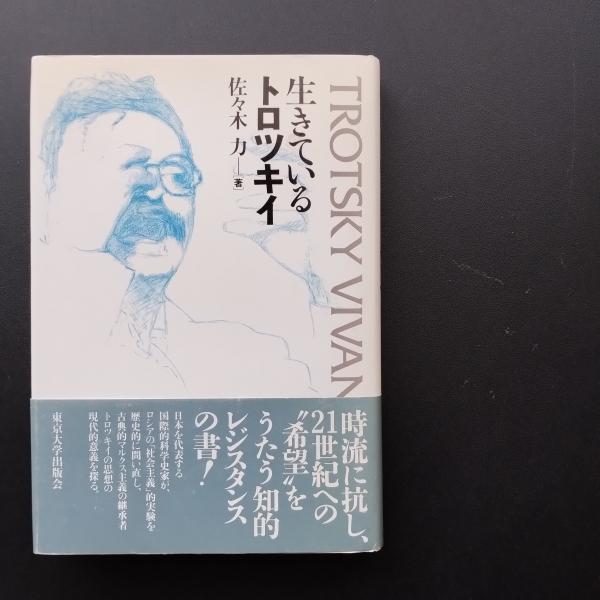 TROTSKY VIVAN
生きている
トロツキイ
佐々木 力─[著]
時流に抗し、
21世紀への
“希望”を
うたう知的
レジスタンス
の書!
日本を代表する
国際的科学史家が、
ロシアの「社会主義」的実験を
歴史的に問い直し、
古典的マルクス主義の継承者
トロツキイの思想の
現代的意義を探る。
東京大学出版会